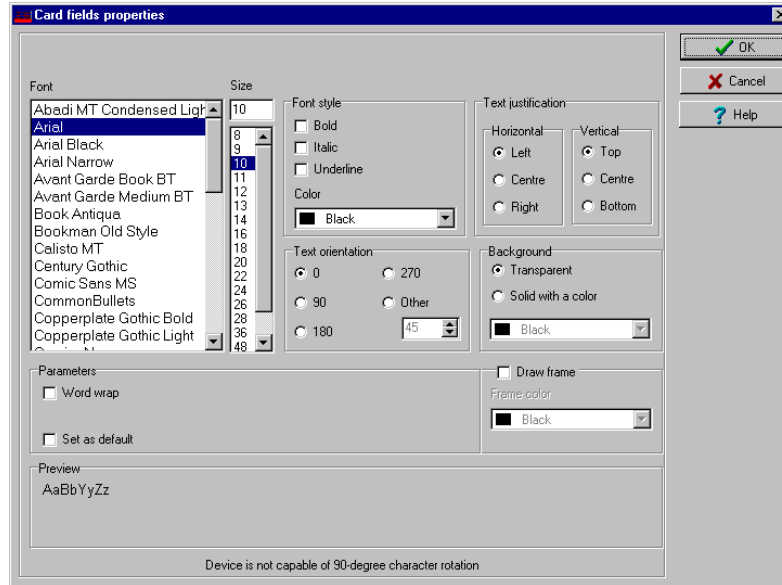 Card fields properties
OK
Cancel
Help
Font
Abadi MT Condensed Ligh
Arial
Arial Black
Arial Narrow
Avant Garde Book BT
Avant Garde Medium BT
Book Antiqua
Bookman Old Style
Calisto MT
Century Gothic
Comic Sans MS
CommonBullets
Copperplate Gothic Bold
Copperplate Gothic Light
Size
10
8
9
10
11
12
13
14
16
18
20
22
24
26
28
36
48
Font style
Bold
Italic
Underline
Color
Black
Text justification
Horizontal
Left
Centre
Right
Vertical
Top
Centre
Bottom
Text orientation
0
270
90
Other
180
45
Background
Transparent
Solid with a color
Black
Parameters
Word wrap
Set as default
Draw frame
Frame color
Black
Preview
AaBbYyZz
Device is not capable of 90-degree character rotation